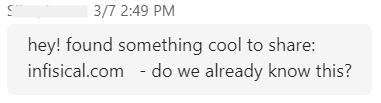 3/7 2:49 PM
hey! found something cool to share:
infisical.com - do we already know this?